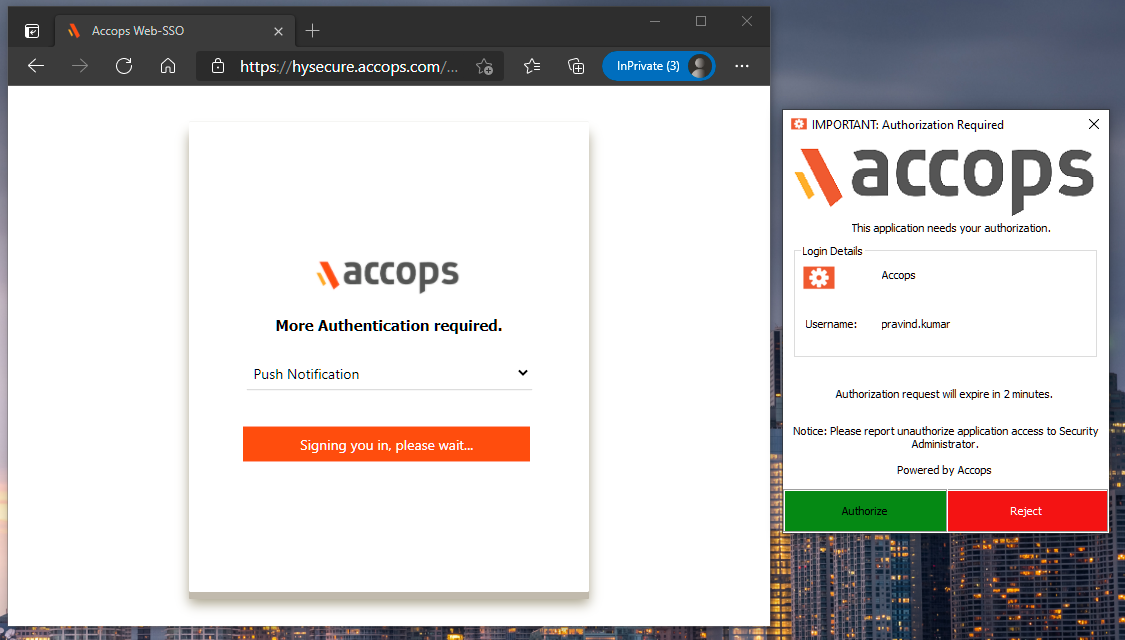 Accops Web-SSO
https://hysecure.accops.com/...
InPrivate (3)
accops
More Authentication required.
Push Notification
Signing you in, please wait...
IMPORTANT: Authorization Required
accops
This application needs your authorization.
Login Details
Accops
Username: pravind.kumar
Authorization request will expire in 2 minutes.
Notice: Please report unauthorize application access to Security
Administrator.
Powered by Accops
Authorize
Reject